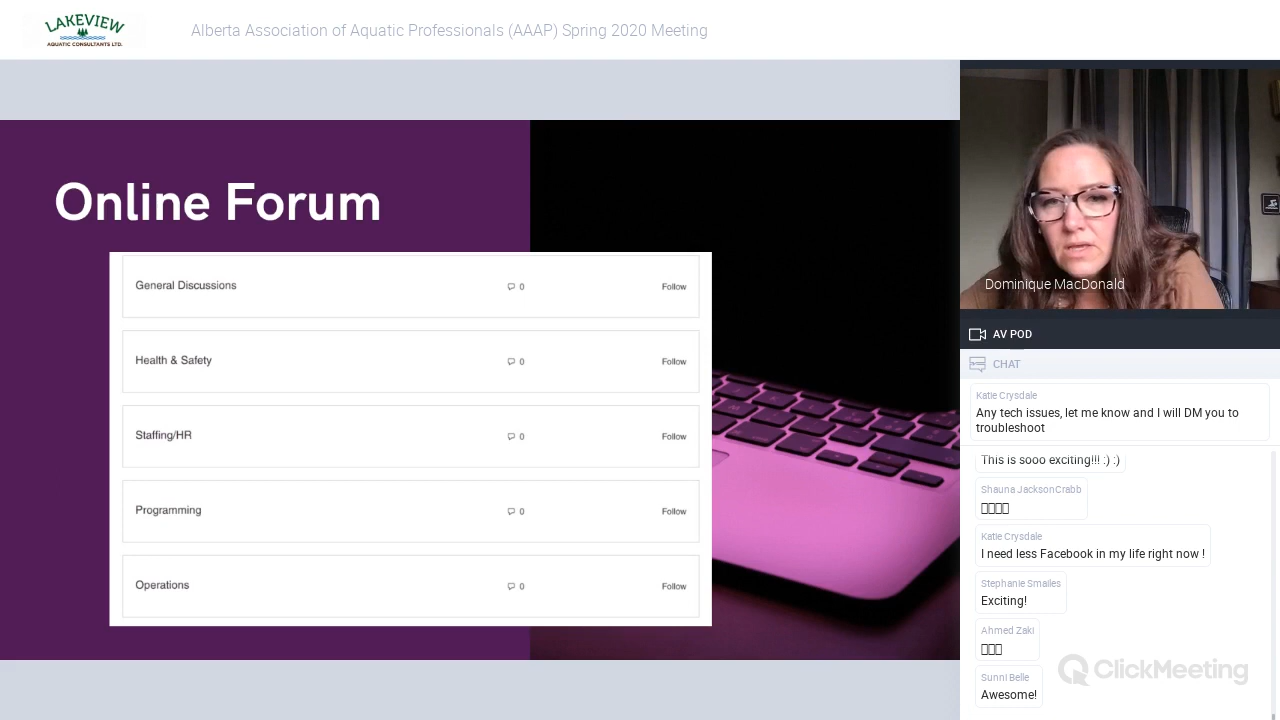 LAKEVIEW
AQUATIC CONSULTANTS LTD.
Alberta Association of Aquatic Professionals (AAAP) Spring 2020 Meeting
Online Forum
General Discussions 0 Follow
Health & Safety 0 Follow
Staffing/HR 0 Follow
Programming 0 Follow
Operations 0 Follow
Dominique MacDonald
AV POD
CHAT
Katie Crysdale
Any tech issues, let me know and I will DM you to
troubleshoot
This is sooo exciting!!! :) :)
Shauna JacksonCrabb
Katie Crysdale
I need less Facebook in my life right now !
Stephanie Smailes
Exciting!
Ahmed Zaki
Sunni Belle
Awesome!
ClickMeeting